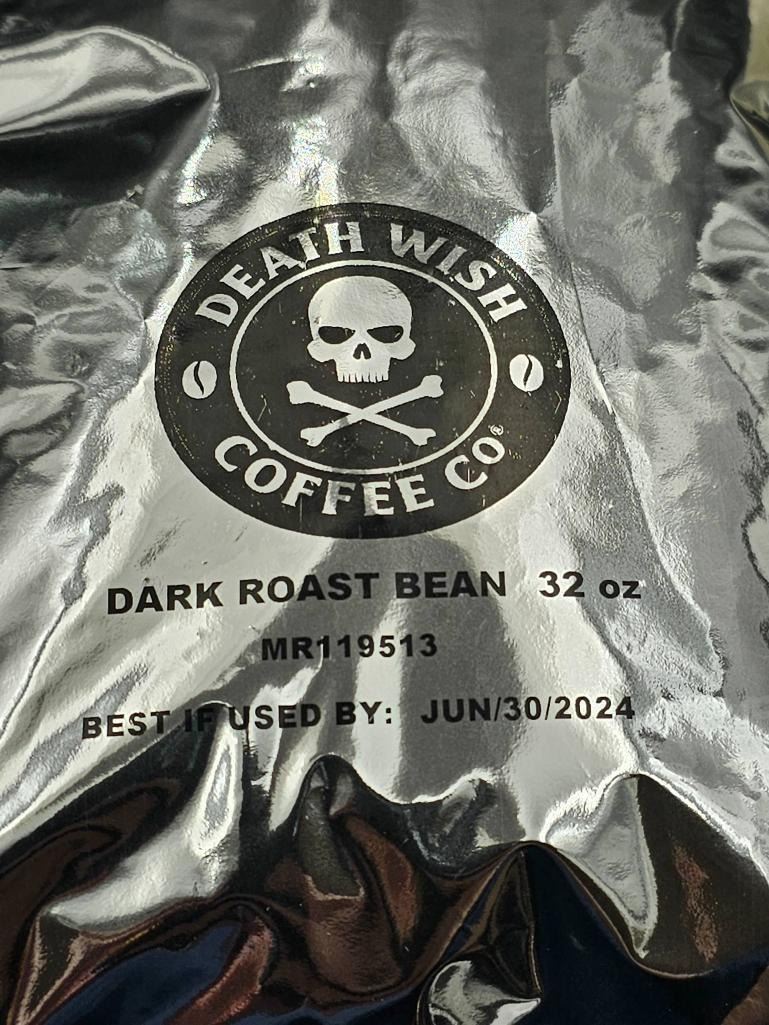 DEATH WISH
COFFEE CO®
DARK ROAST BEAN 32 oz
MR119513
BEST IF USED BY: JUN/30/2024